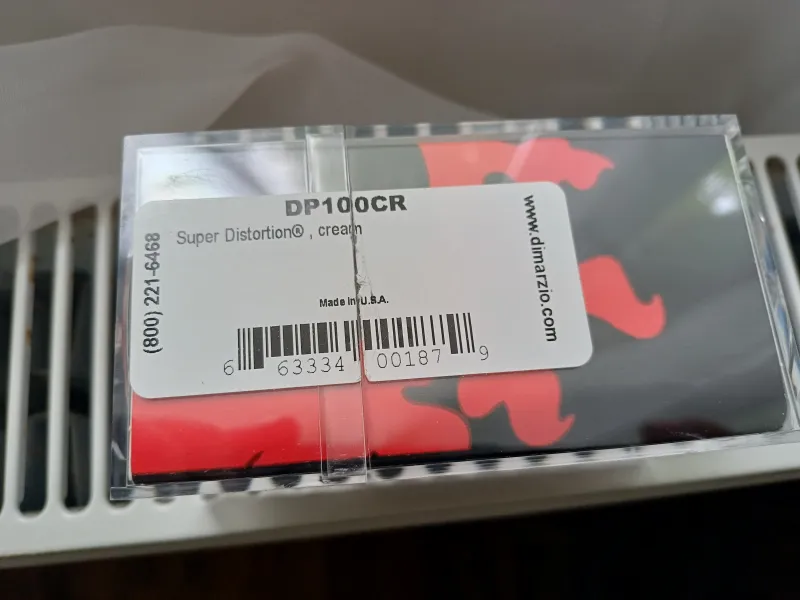 DP100CR
Super Distortion® , cream
(800) 221-6468
www.dimarzio.com
Made in U.S.A.
6 63334 00187 9